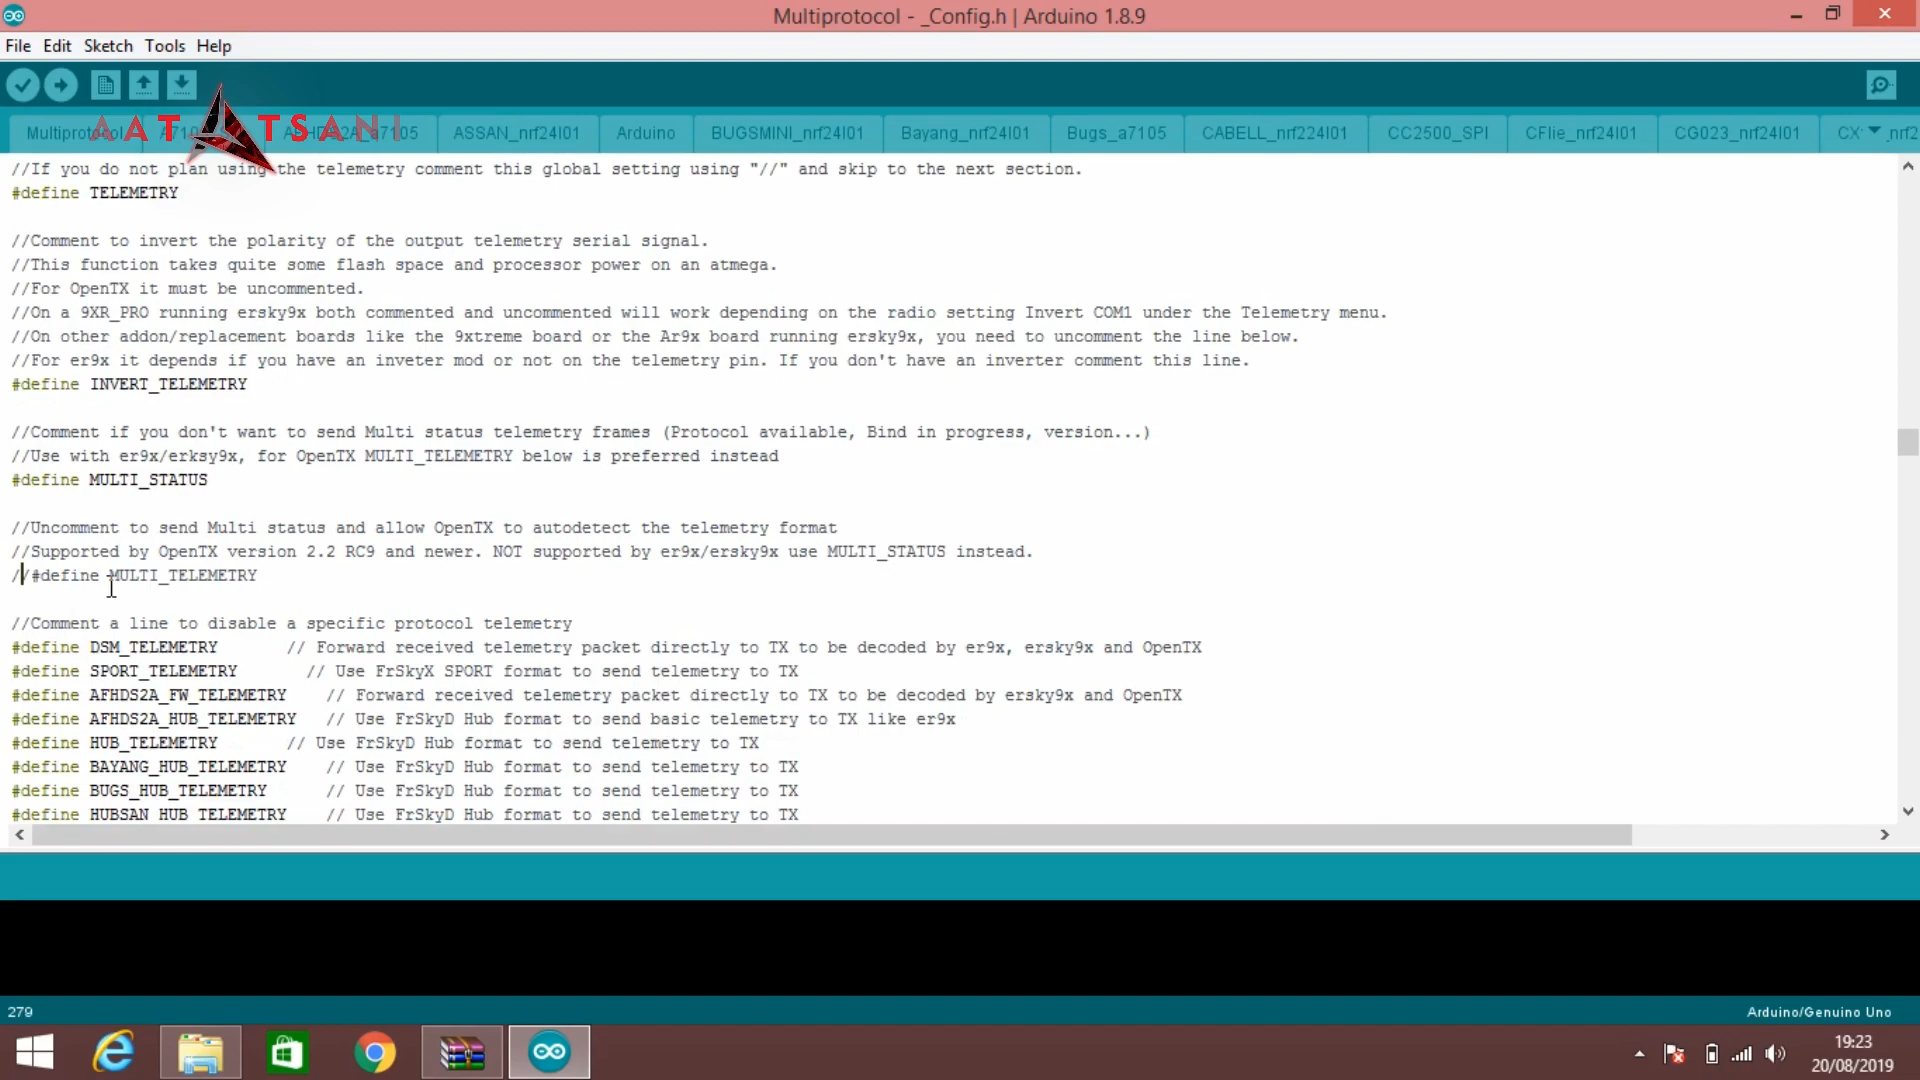 Multiprotocol - _Config.h | Arduino 1.8.9
File Edit Sketch Tools Help
AATATSANI
Multiprotocol ASSAN_nrf24l01 Arduino BUGSMINI_nrf24l01 Bayang_nrf24l01 Bugs_a7105 CABELL_nrf224l01 CC2500_SPI CFlie_nrf24l01 CG023_nrf24l01
//If you do not plan using the telemetry comment this global setting using "//" and skip to the next section.
#define TELEMETRY
//Comment to invert the polarity of the output telemetry serial signal.
//This function takes quite some flash space and processor power on an atmega.
//For OpenTX it must be uncommented.
//On a 9XR_PRO running ersky9x both commented and uncommented will work depending on the radio setting Invert COM1 under the Telemetry menu.
//On other addon/replacement boards like the 9xtreme board or the Ar9x board running ersky9x, you need to uncomment the line below.
//For er9x it depends if you have an inveter mod or not on the telemetry pin. If you don't have an inverter comment this line.
#define INVERT_TELEMETRY
//Comment if you don't want to send Multi status telemetry frames (Protocol available, Bind in progress, version...)
//Use with er9x/erksy9x, for OpenTX MULTI_TELEMETRY below is preferred instead
#define MULTI_STATUS
//Uncomment to send Multi status and allow OpenTX to autodetect the telemetry format
//Supported by OpenTX version 2.2 RC9 and newer. NOT supported by er9x/ersky9x use MULTI_STATUS instead.
//#define MULTI_TELEMETRY
//Comment a line to disable a specific protocol telemetry
#define DSM_TELEMETRY // Forward received telemetry packet directly to TX to be decoded by er9x, ersky9x and OpenTX
#define SPORT_TELEMETRY // Use FrSkyX SPORT format to send telemetry to TX
#define AFHDS2A_FW_TELEMETRY // Forward received telemetry packet directly to TX to be decoded by ersky9x and OpenTX
#define AFHDS2A_HUB_TELEMETRY // Use FrSkyD Hub format to send basic telemetry to TX like er9x
#define HUB_TELEMETRY // Use FrSkyD Hub format to send telemetry to TX
#define BAYANG_HUB_TELEMETRY // Use FrSkyD Hub format to send telemetry to TX
#define BUGS_HUB_TELEMETRY // Use FrSkyD Hub format to send telemetry to TX
#define HUBSAN_HUB_TELEMETRY // Use FrSkyD Hub format to send telemetry to TX
279
Arduino/Genuino Uno
19:23
20/08/2019